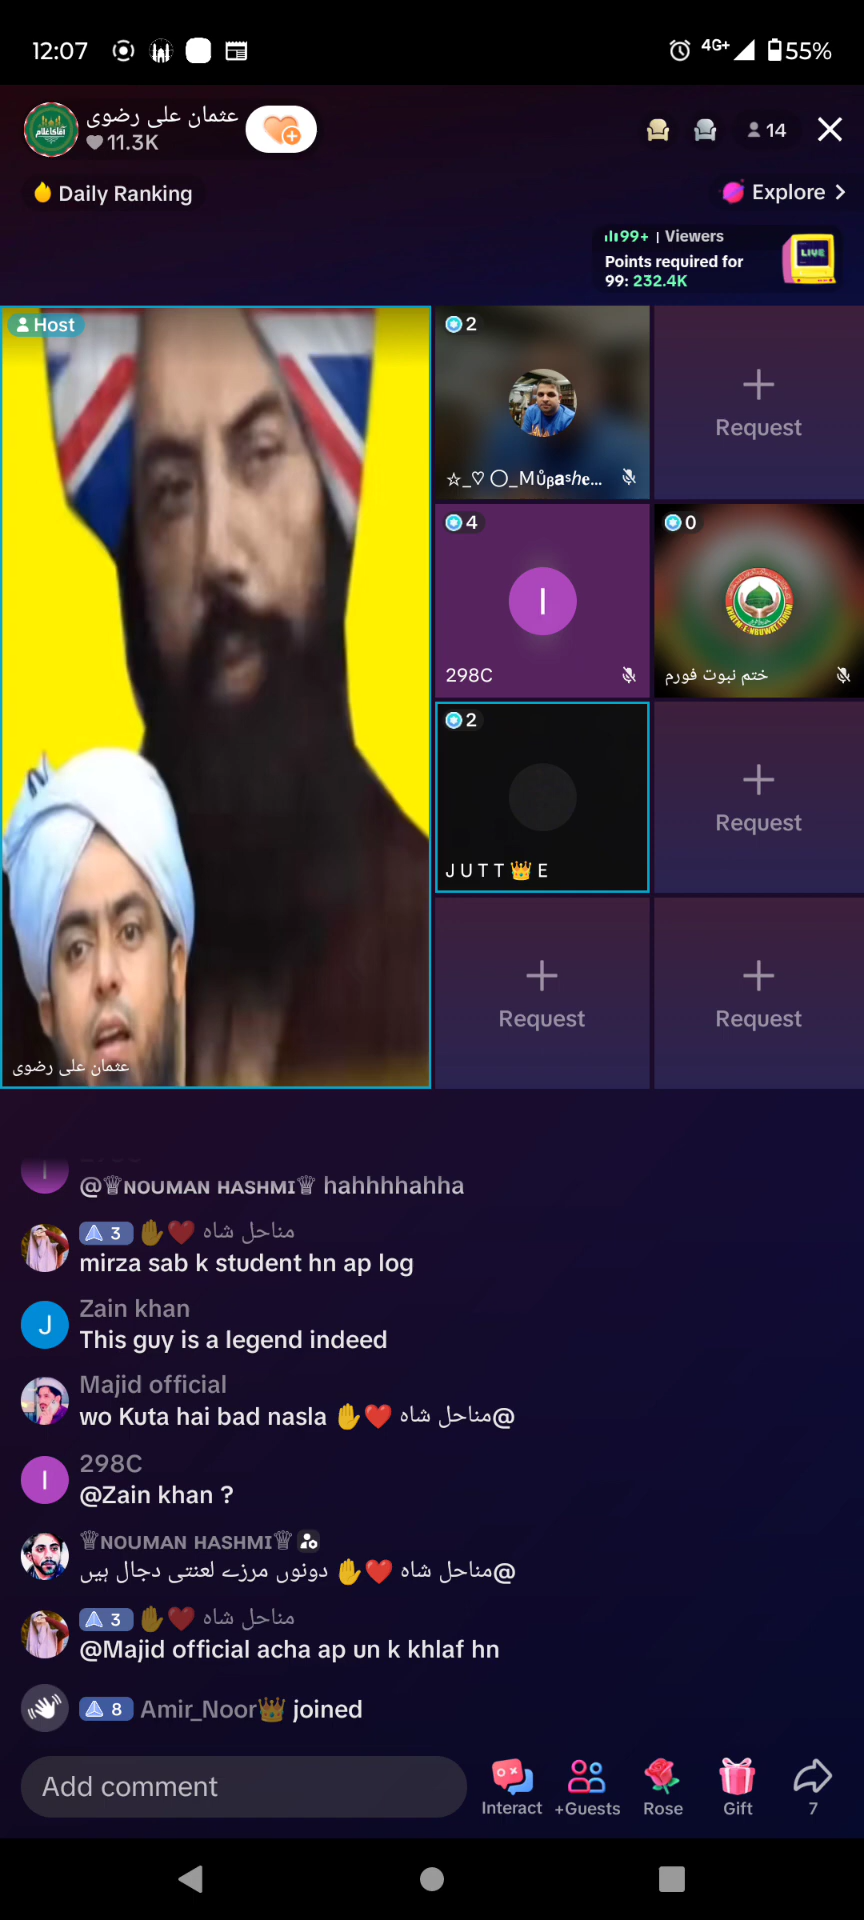 12:07
4G+ 55%
عثمان علی رضوی
11.3K
14
Daily Ranking
Explore
99+ | Viewers
Points required for
99: 232.4K
LIVE
Host
2
☆_♡ ◯_Mův̊ᵦaˢℎe...
Request
4
I
298C
0
KHATM-E-NBUWAT FORUM
ختم نبوت فورم
2
J U T T 👑 E
Request
عثمان علی رضوی
Request
Request
@♕NOUMAN HASHMI♕ hahhhhahha
3 ✋❤️ مناحل شاہ
mirza sab k student hn ap log
J
Zain khan
This guy is a legend indeed
Majid official
wo Kuta hai bad nasla ✋❤️ مناحل شاہ@
I
298C
@Zain khan ?
♕NOUMAN HASHMI♕
@مناحل شاہ ❤️✋ دونوں مرزے لعنتی دجال ہیں
3 ✋❤️ مناحل شاہ
@Majid official acha ap un k khlaf hn
8 Amir_Noor👑 joined
Add comment
Interact
+Guests
Rose
Gift
7